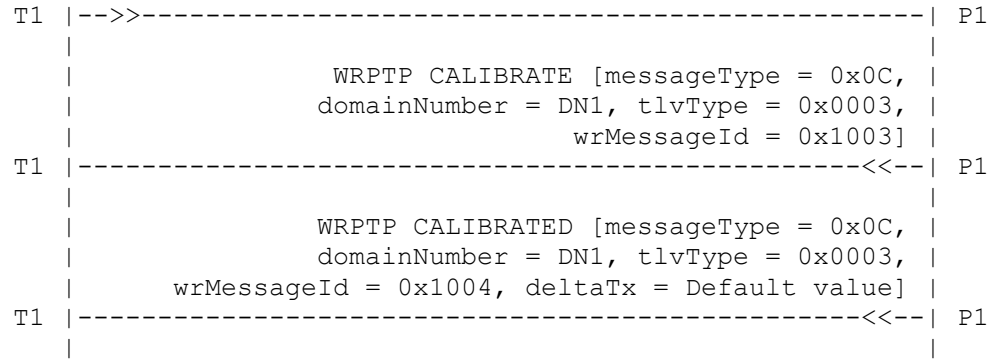 T1 |-->>-------------------------------------------------| P1
   |                                                     |
   |                WRPTP CALIBRATE [messageType = 0x0C, |
   |               domainNumber = DN1, tlvType = 0x0003, |
   |                               wrMessageId = 0x1003] |
T1 |-------------------------------------------------<<--| P1
   |                                                     |
   |               WRPTP CALIBRATED [messageType = 0x0C, |
   |               domainNumber = DN1, tlvType = 0x0003, |
   |      wrMessageId = 0x1004, deltaTx = Default value] |
T1 |-------------------------------------------------<<--| P1
   |                                                     |